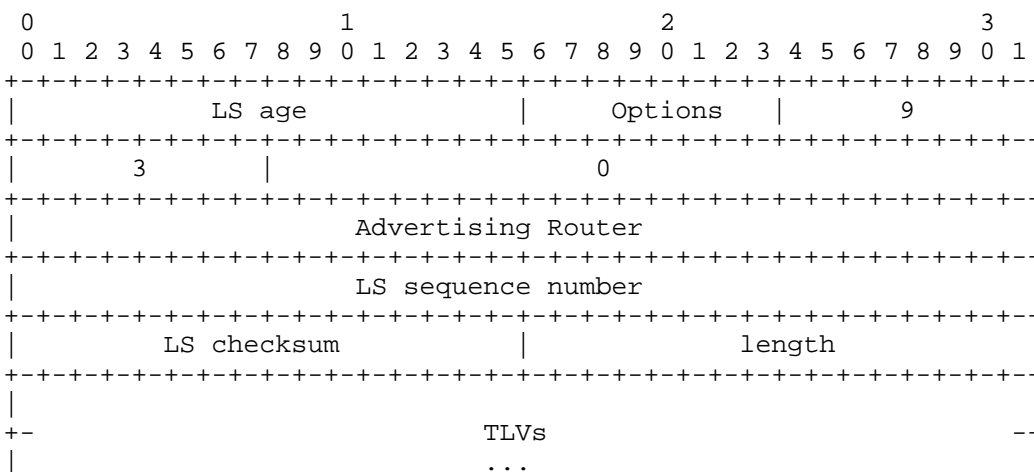 0                   1                   2                   3
 0 1 2 3 4 5 6 7 8 9 0 1 2 3 4 5 6 7 8 9 0 1 2 3 4 5 6 7 8 9 0 1
+-+-+-+-+-+-+-+-+-+-+-+-+-+-+-+-+-+-+-+-+-+-+-+-+-+-+-+-+-+-+-+--
|            LS age             |     Options   |       9
+-+-+-+-+-+-+-+-+-+-+-+-+-+-+-+-+-+-+-+-+-+-+-+-+-+-+-+-+-+-+-+--
|       3       |                    0
+-+-+-+-+-+-+-+-+-+-+-+-+-+-+-+-+-+-+-+-+-+-+-+-+-+-+-+-+-+-+-+--
|                     Advertising Router
+-+-+-+-+-+-+-+-+-+-+-+-+-+-+-+-+-+-+-+-+-+-+-+-+-+-+-+-+-+-+-+--
|                     LS sequence number
+-+-+-+-+-+-+-+-+-+-+-+-+-+-+-+-+-+-+-+-+-+-+-+-+-+-+-+-+-+-+-+--
|         LS checksum           |             length
+-+-+-+-+-+-+-+-+-+-+-+-+-+-+-+-+-+-+-+-+-+-+-+-+-+-+-+-+-+-+-+--
|
+-                            TLVs                             --
|                             ...